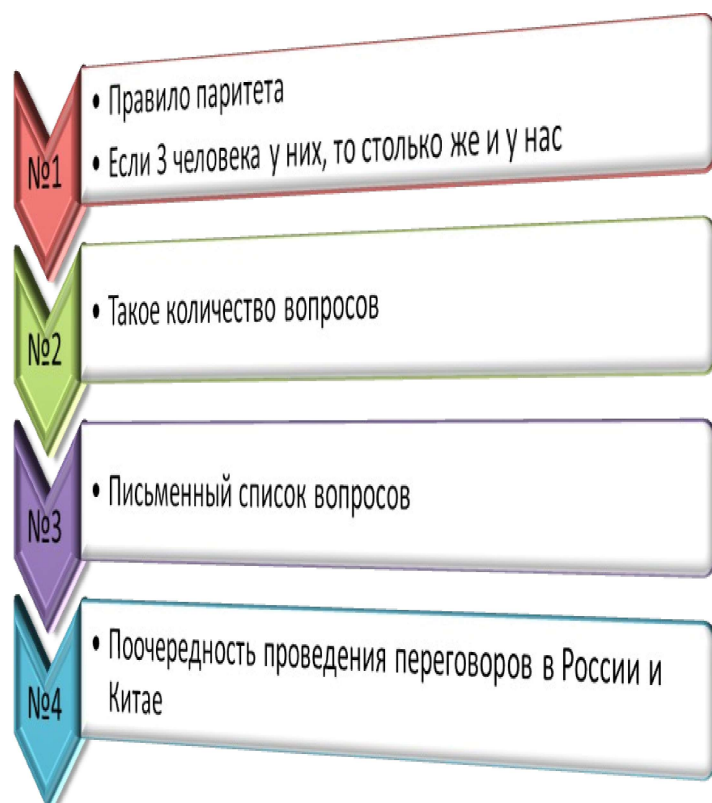 №1
• Правило паритета
• Если 3 человека у них, то столько же и у нас
№2
• Такое количество вопросов
№3
• Письменный список вопросов
№4
• Поочередность проведения переговоров в России и
Китае